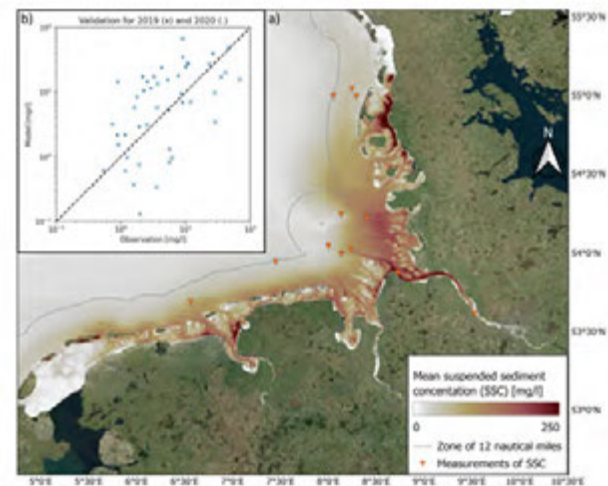 b)
Validation for 2019 (x) and 2020 (.)
Model [mg/l]
Observation [mg/l]
a)
N
55°30'N
55°0'N
54°30'N
54°0'N
53°30'N
53°0'N
Mean suspended sediment
concentation (SSC) [mg/l]
0 250
Zone of 12 nautical miles
Measurements of SSC
5°0'E 5°30'E 6°0'E 6°30'E 7°0'E 7°30'E 8°0'E 8°30'E 9°0'E 9°30'E 10°0'E 10°30'E